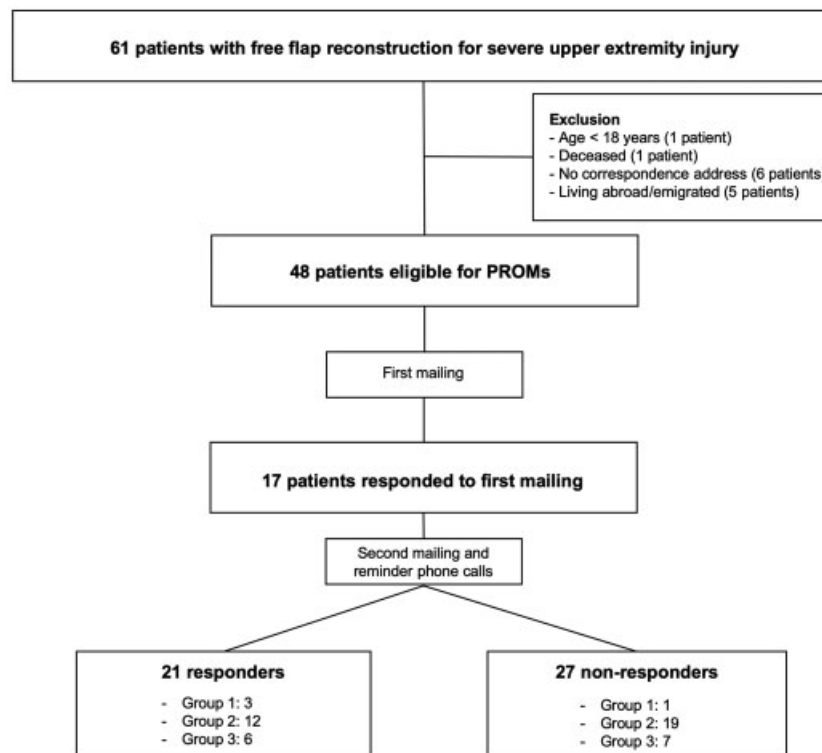 61 patients with free flap reconstruction for severe upper extremity injury
Exclusion
- Age < 18 years (1 patient)
- Deceased (1 patient)
- No correspondence address (6 patients
- Living abroad/emigrated (5 patients)
48 patients eligible for PROMs
First mailing
17 patients responded to first mailing
Second mailing and
reminder phone calls
21 responders
- Group 1: 3
- Group 2: 12
- Group 3: 6
27 non-responders
- Group 1: 1
- Group 2: 19
- Group 3: 7